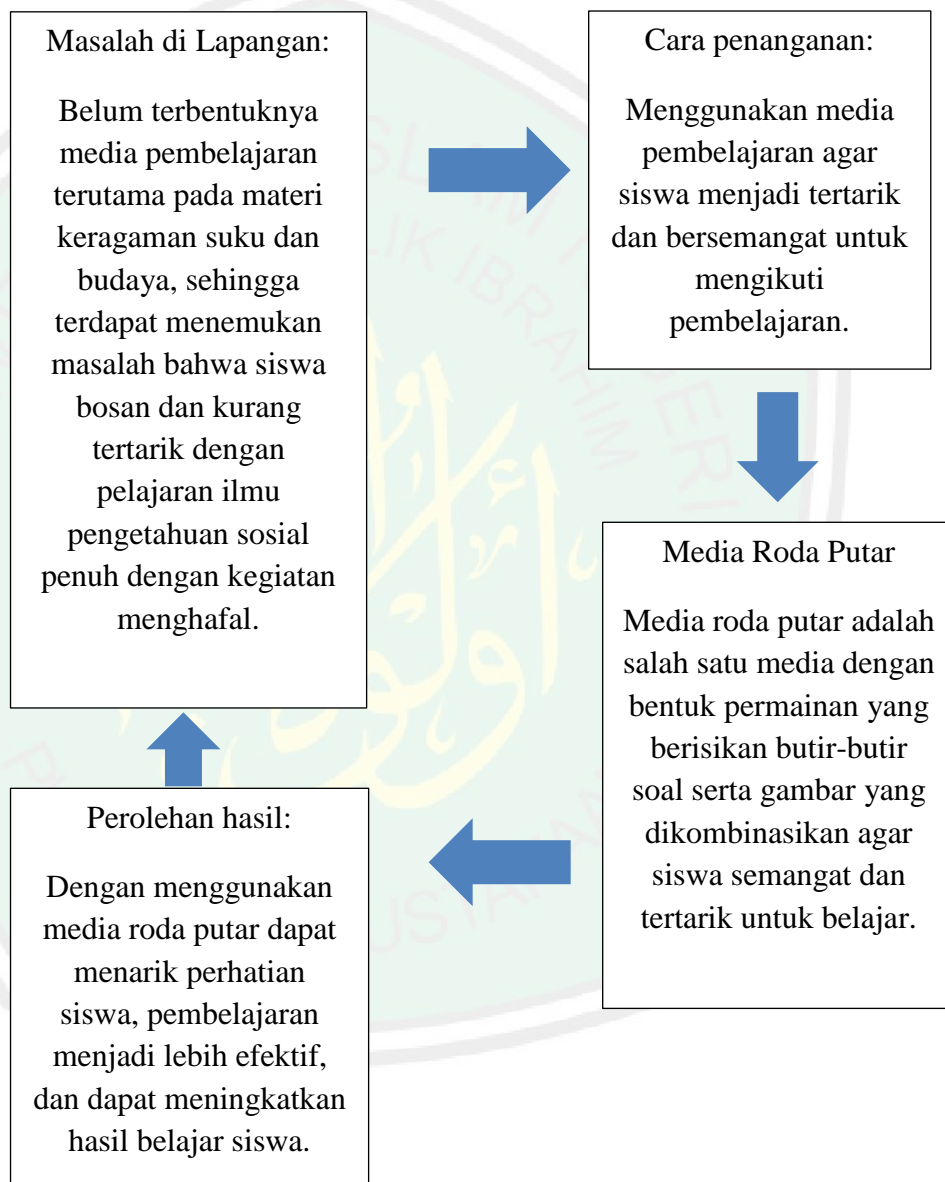 Masalah di Lapangan:
Belum terbentuknya
media pembelajaran
terutama pada materi
keragaman suku dan
budaya, sehingga
terdapat menemukan
masalah bahwa siswa
bosan dan kurang
tertarik dengan
pelajaran ilmu
pengetahuan sosial
penuh dengan kegiatan
menghafal.
Cara penanganan:
Menggunakan media
pembelajaran agar
siswa menjadi tertarik
dan bersemangat untuk
mengikuti
pembelajaran.
Media Roda Putar
Media roda putar adalah
salah satu media dengan
bentuk permainan yang
berisikan butir-butir
soal serta gambar yang
dikombinasikan agar
siswa semangat dan
tertarik untuk belajar.
Perolehan hasil:
Dengan menggunakan
media roda putar dapat
menarik perhatian
siswa, pembelajaran
menjadi lebih efektif,
dan dapat meningkatkan
hasil belajar siswa.